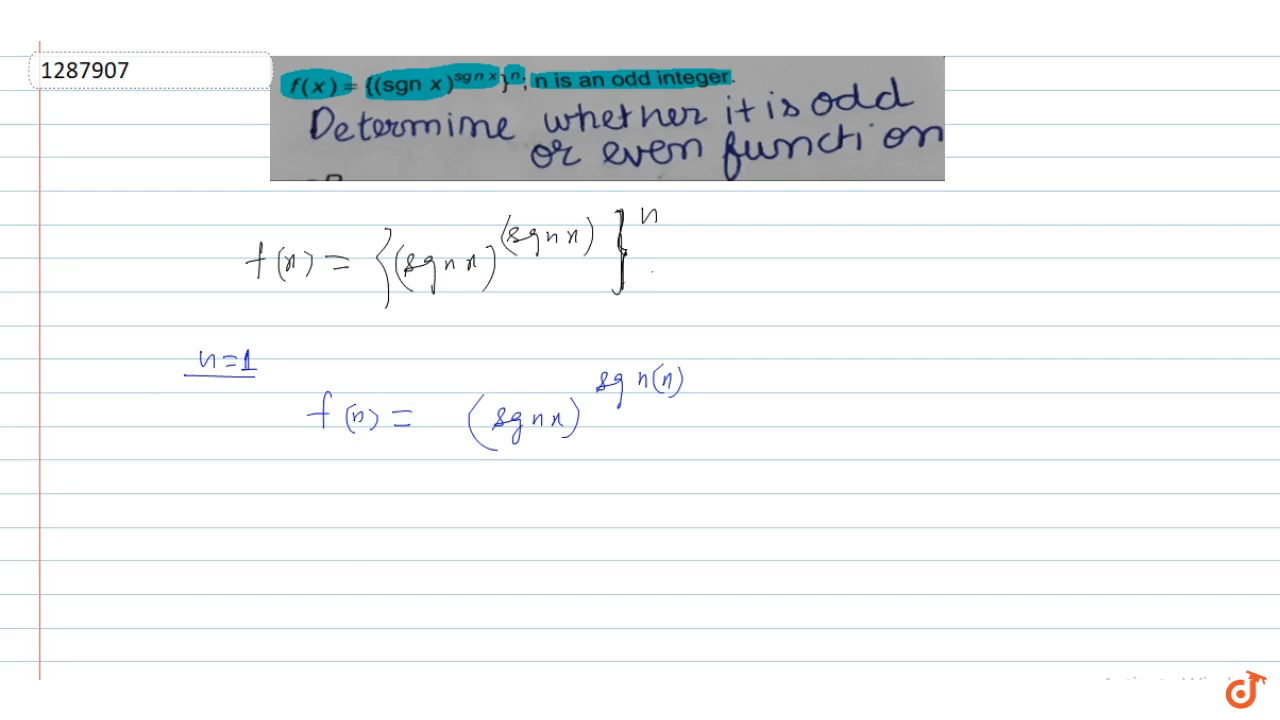 1287907
f(x) = {(sgn x)^sgn x}^n; n is an odd integer.
Determine whether it is odd
or even function
f(x) = {(sgn x)^(sgn x)}^n
n=1
f(x) = (sgn x)^sgn(x)